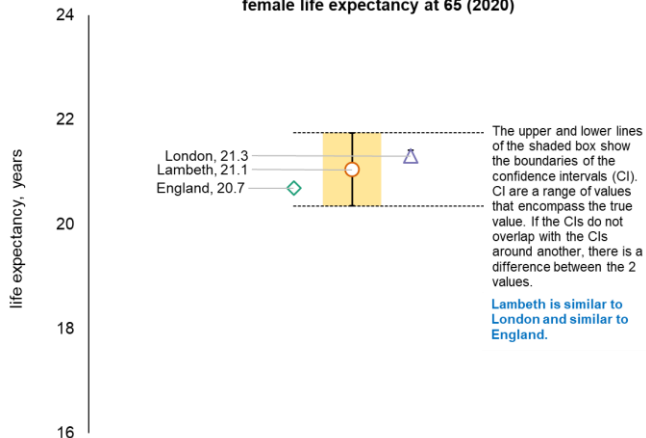 female life expectancy at 65 (2020)
24
22
20
18
16
life expectancy, years
London, 21.3
Lambeth, 21.1
England, 20.7
The upper and lower lines
of the shaded box show
the boundaries of the
confidence intervals (CI).
CI are a range of values
that encompass the true
value. If the CIs do not
overlap with the CIs
around another, there is a
difference between the 2
values.
Lambeth is similar to
London and similar to
England.